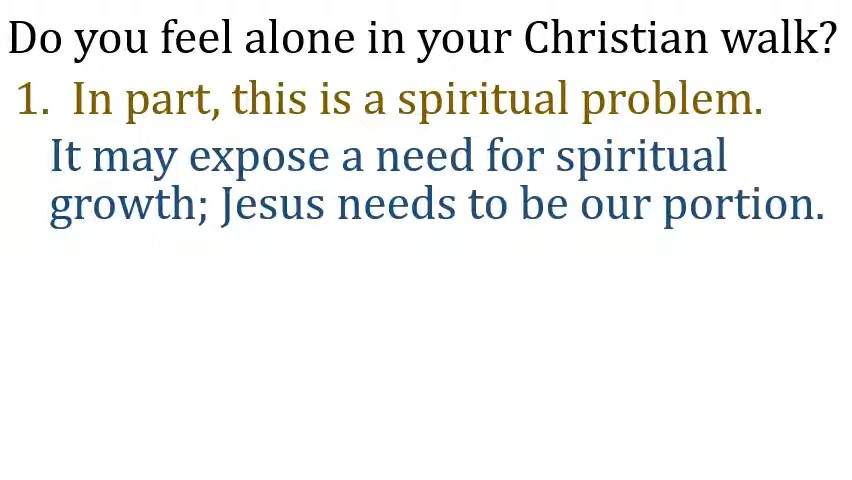 Do you feel alone in your Christian walk?
1. In part, this is a spiritual problem.
It may expose a need for spiritual
growth; Jesus needs to be our portion.